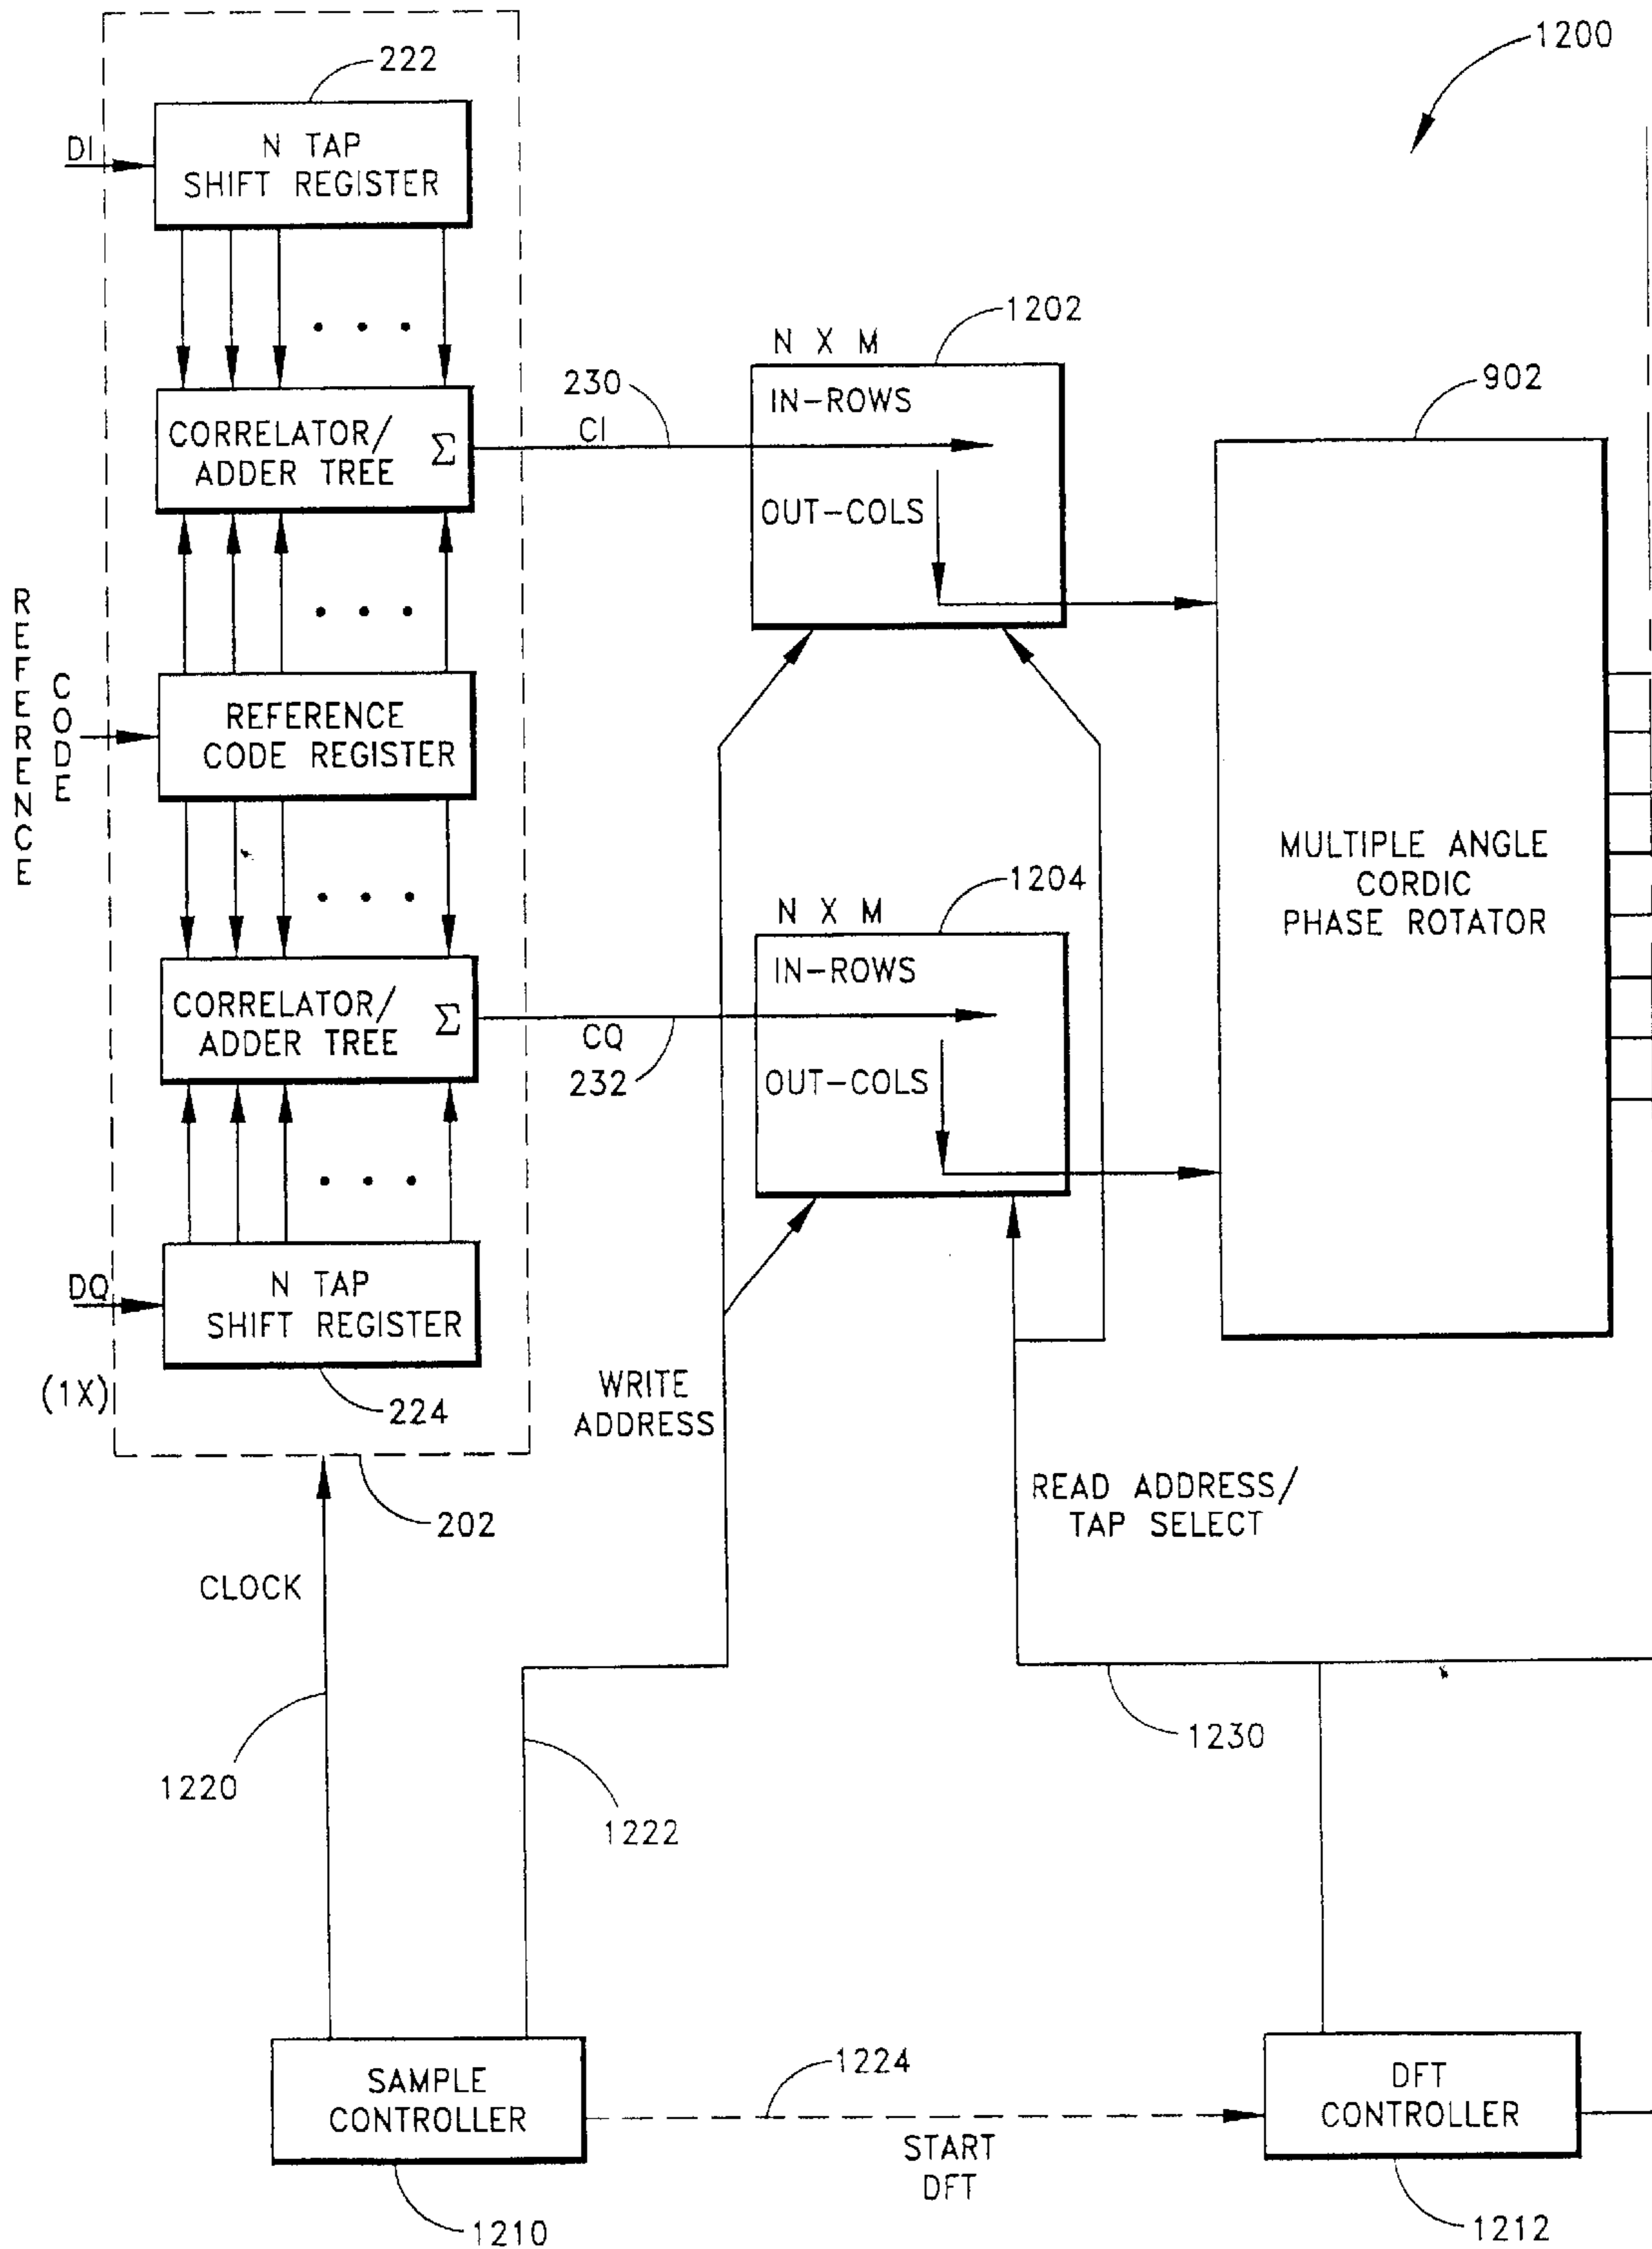 1200
222
N TAP
SHIFT REGISTER
DI
1202
N X M
IN-ROWS
230
CI
OUT-COLS
CORRELATOR/
ADDER TREE Σ
902
REFERENCE
CODE
REFERENCE
CODE REGISTER
MULTIPLE ANGLE
CORDIC
PHASE ROTATOR
1204
N X M
IN-ROWS
CORRELATOR/
ADDER TREE Σ
CQ
232
OUT-COLS
DQ
N TAP
SHIFT REGISTER
(1X)
224
WRITE
ADDRESS
202
READ ADDRESS/
TAP SELECT
CLOCK
1220
1222
1230
SAMPLE
CONTROLLER
1224
START
DFT
DFT
CONTROLLER
1210
1212